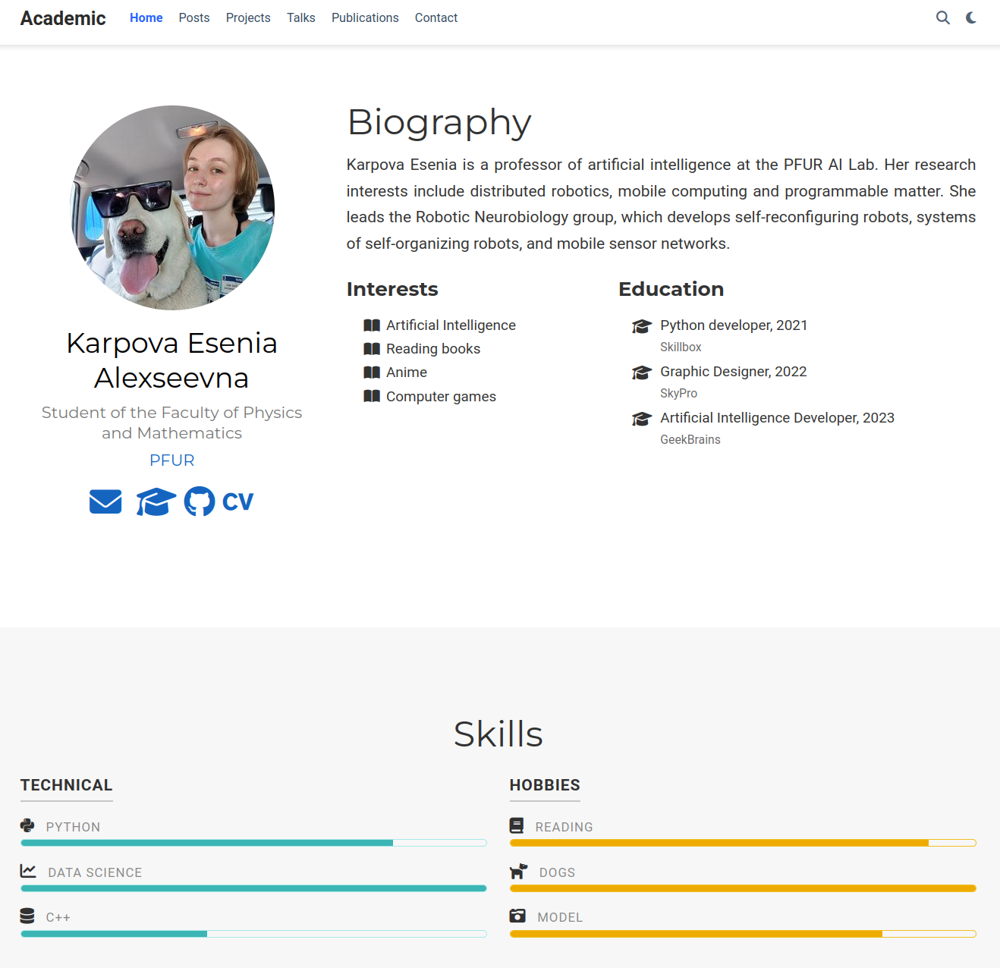 Academic Home Posts Projects Talks Publications Contact
Biography
Karpova Esenia is a professor of artificial intelligence at the PFUR AI Lab. Her research
interests include distributed robotics, mobile computing and programmable matter. She
leads the Robotic Neurobiology group, which develops self-reconfiguring robots, systems
of self-organizing robots, and mobile sensor networks.
Karpova Esenia
Alexseevna
Student of the Faculty of Physics
and Mathematics
PFUR
CV
Interests
Artificial Intelligence
Reading books
Anime
Computer games
Education
Python developer, 2021
Skillbox
Graphic Designer, 2022
SkyPro
Artificial Intelligence Developer, 2023
GeekBrains
Skills
TECHNICAL
PYTHON
DATA SCIENCE
C++
HOBBIES
READING
DOGS
MODEL